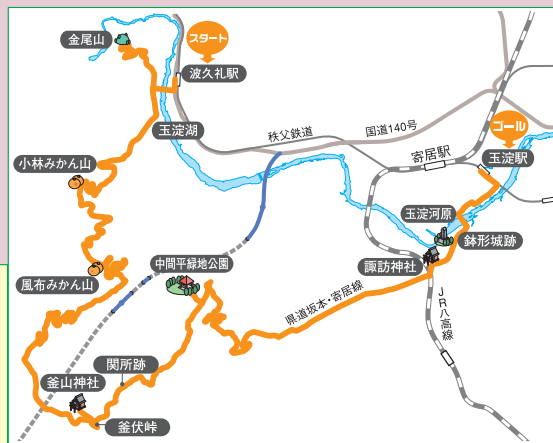 金尾山
スタート
波久礼駅
玉淀湖
秩父鉄道
国道140号
ゴール
寄居駅
玉淀駅
小林みかん山
玉淀河原
鉢形城跡
諏訪神社
風布みかん山
中間平緑地公園
県道坂本・寄居線
JR八高線
関所跡
釜山神社
釜伏峠